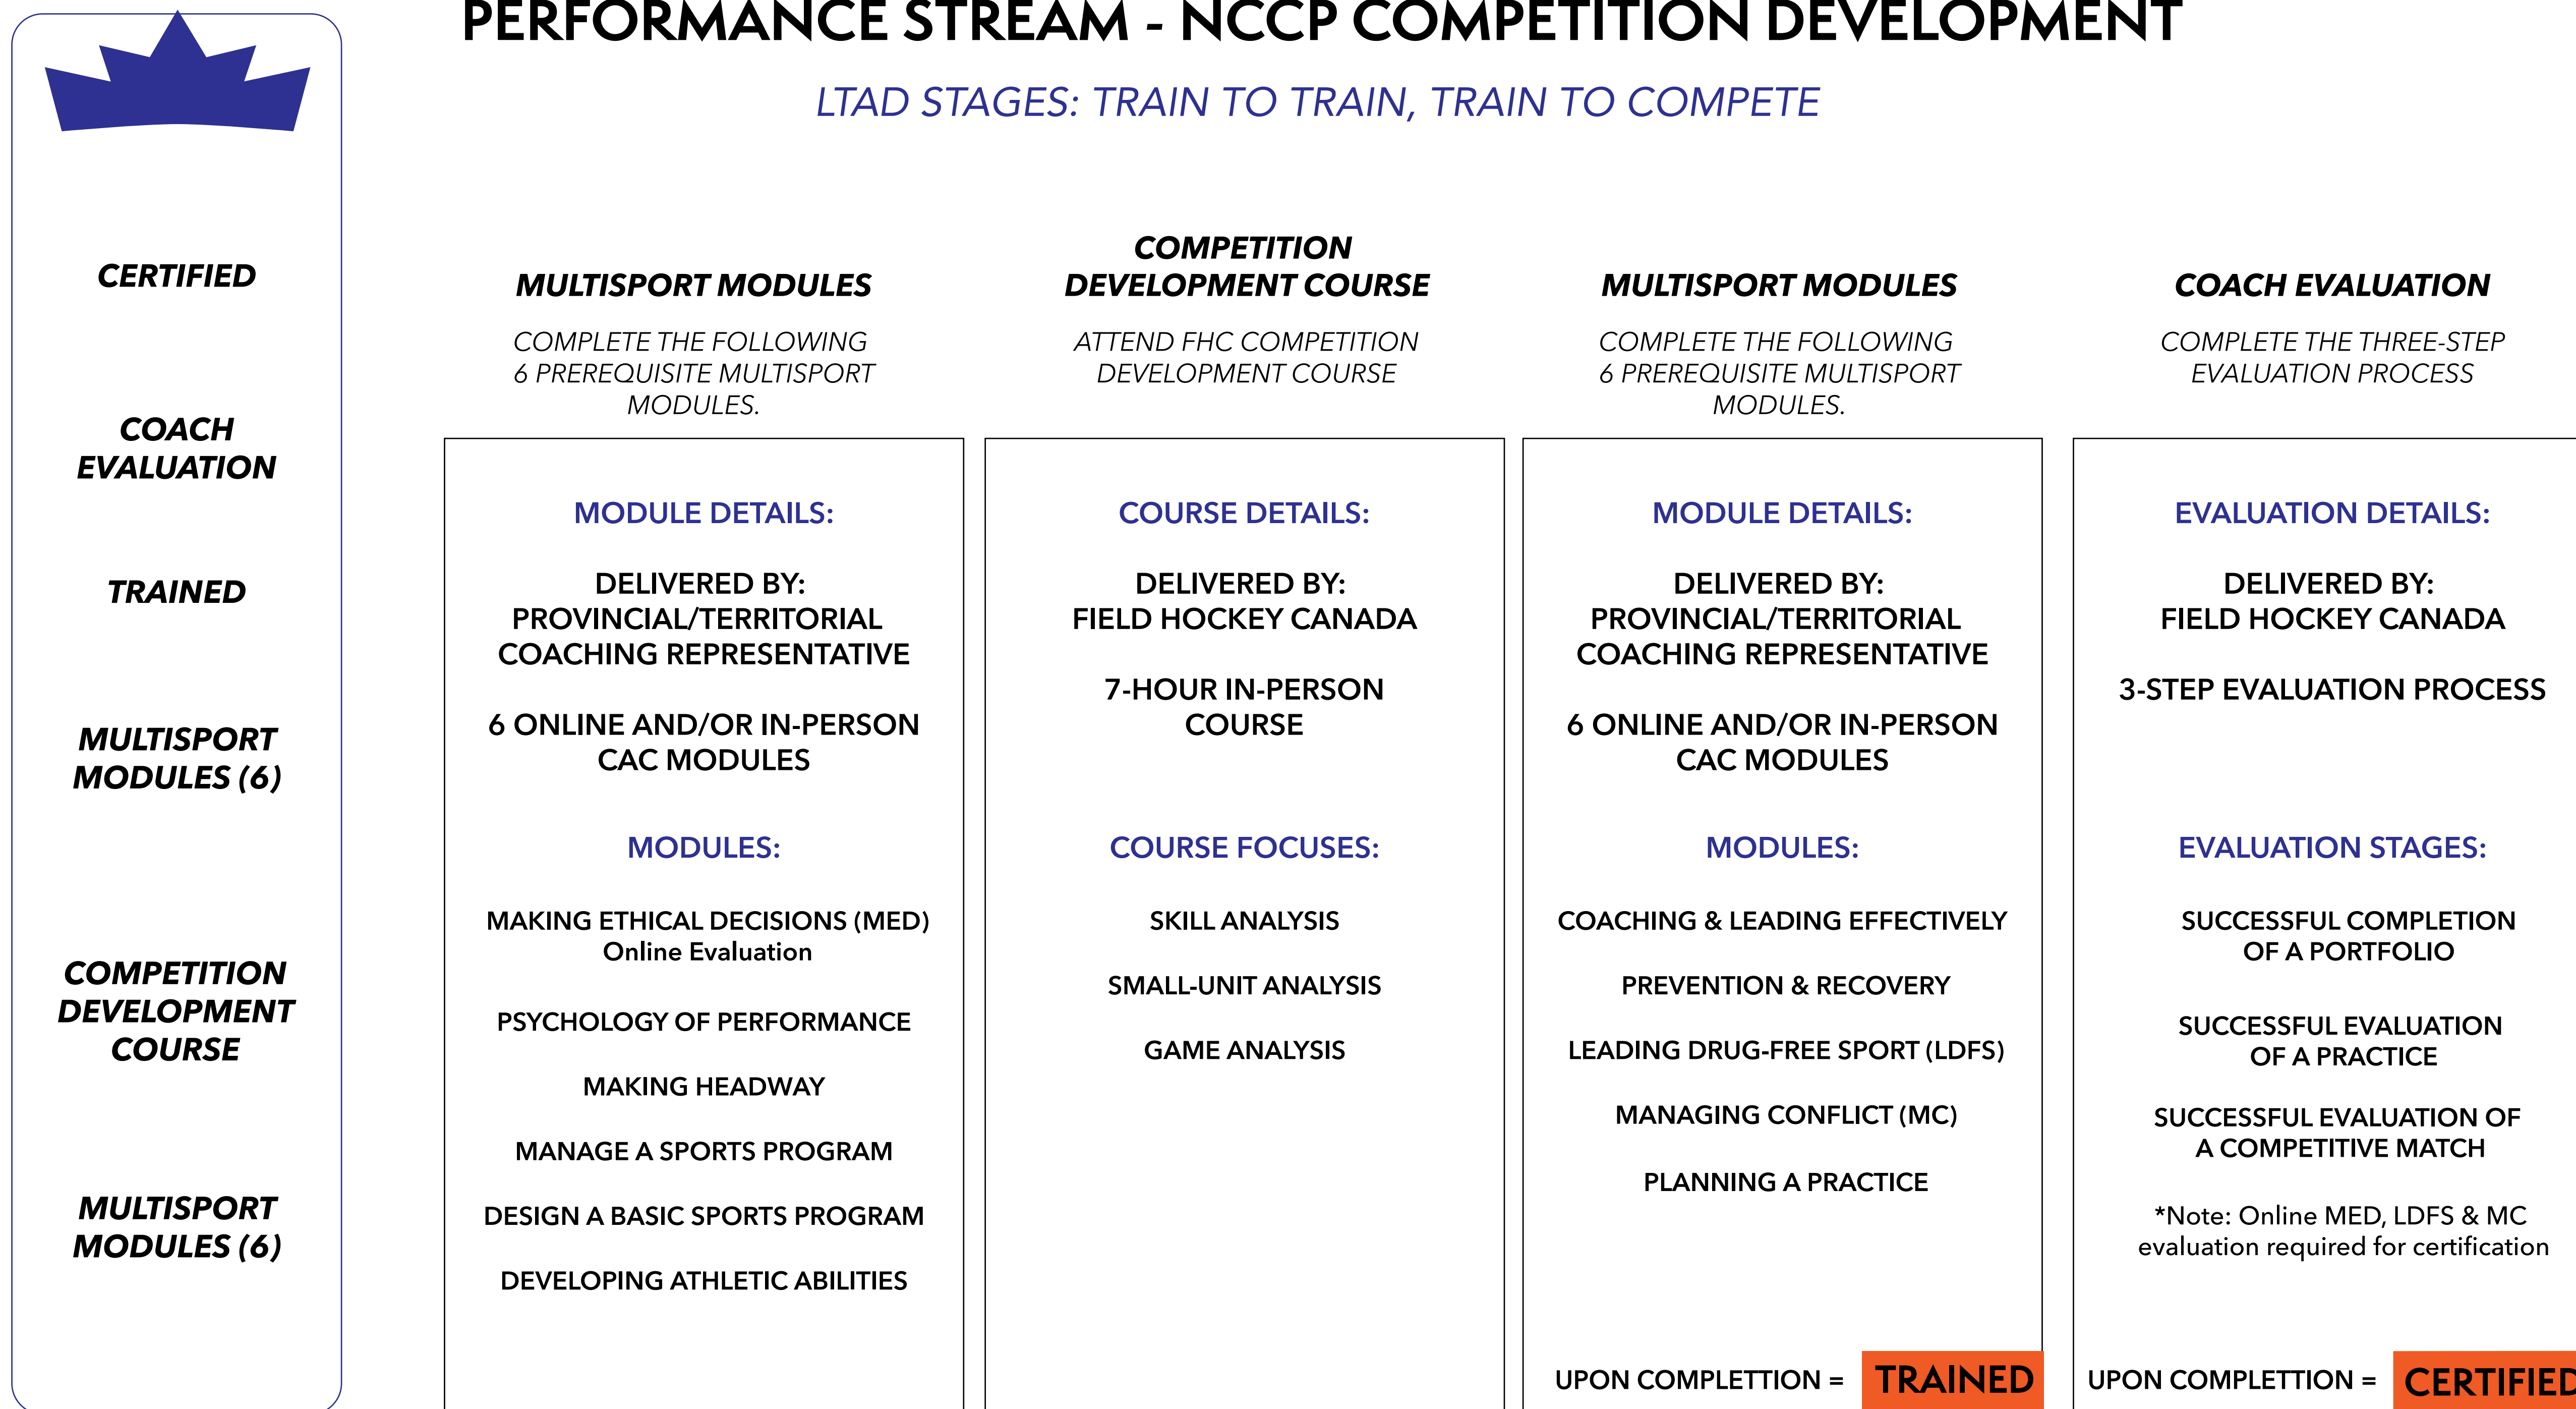 PERFORMANCE STREAM - NCCP COMPETITION DEVELOPMENT
LTAD STAGES: TRAIN TO TRAIN, TRAIN TO COMPETE
CERTIFIED
COACH
EVALUATION
TRAINED
MULTISPORT
MODULES (6)
COMPETITION
DEVELOPMENT
COURSE
MULTISPORT
MODULES (6)
MULTISPORT MODULES
COMPLETE THE FOLLOWING
6 PREREQUISITE MULTISPORT
MODULES.
MODULE DETAILS:
DELIVERED BY:
PROVINCIAL/TERRITORIAL
COACHING REPRESENTATIVE
6 ONLINE AND/OR IN-PERSON
CAC MODULES
MODULES:
MAKING ETHICAL DECISIONS (MED)
Online Evaluation
PSYCHOLOGY OF PERFORMANCE
MAKING HEADWAY
MANAGE A SPORTS PROGRAM
DESIGN A BASIC SPORTS PROGRAM
DEVELOPING ATHLETIC ABILITIES
COMPETITION
DEVELOPMENT COURSE
ATTEND FHC COMPETITION
DEVELOPMENT COURSE
COURSE DETAILS:
DELIVERED BY:
FIELD HOCKEY CANADA
7-HOUR IN-PERSON
COURSE
COURSE FOCUSES:
SKILL ANALYSIS
SMALL-UNIT ANALYSIS
GAME ANALYSIS
MULTISPORT MODULES
COMPLETE THE FOLLOWING
6 PREREQUISITE MULTISPORT
MODULES.
MODULE DETAILS:
DELIVERED BY:
PROVINCIAL/TERRITORIAL
COACHING REPRESENTATIVE
6 ONLINE AND/OR IN-PERSON
CAC MODULES
MODULES:
COACHING & LEADING EFFECTIVELY
PREVENTION & RECOVERY
LEADING DRUG-FREE SPORT (LDFS)
MANAGING CONFLICT (MC)
PLANNING A PRACTICE
UPON COMPLETTION = TRAINED
COACH EVALUATION
COMPLETE THE THREE-STEP
EVALUATION PROCESS
EVALUATION DETAILS:
DELIVERED BY:
FIELD HOCKEY CANADA
3-STEP EVALUATION PROCESS
EVALUATION STAGES:
SUCCESSFUL COMPLETION
OF A PORTFOLIO
SUCCESSFUL EVALUATION
OF A PRACTICE
SUCCESSFUL EVALUATION OF
A COMPETITIVE MATCH
*Note: Online MED, LDFS & MC
evaluation required for certification
UPON COMPLETTION = CERTIFIED